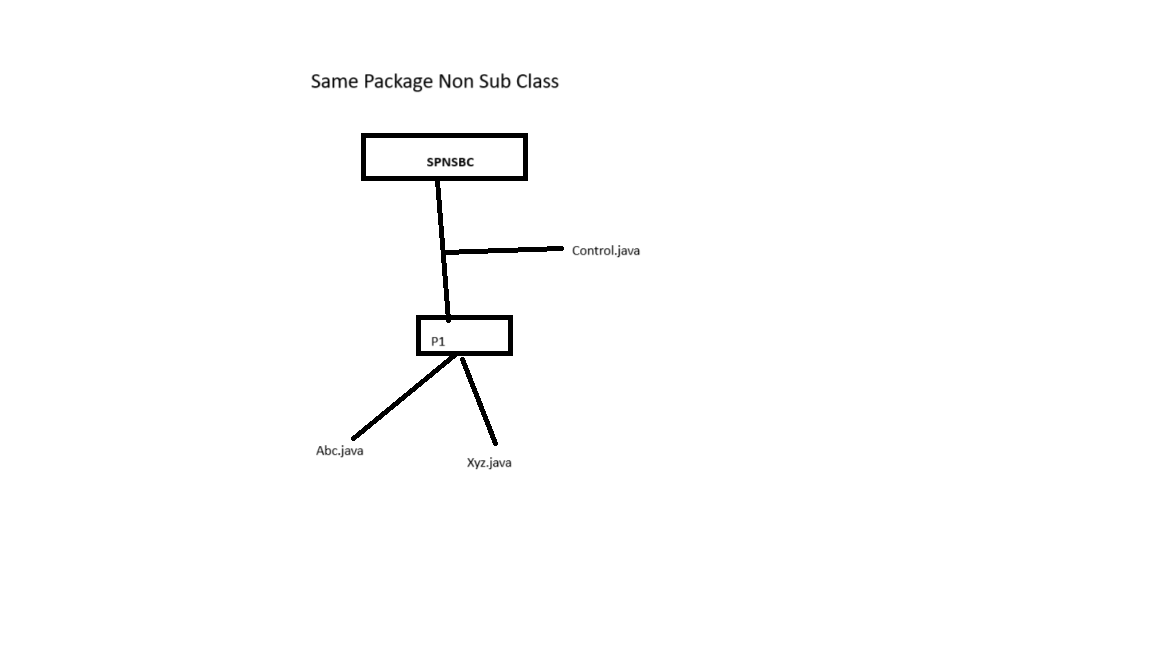 Same Package Non Sub Class
SPNSBC
Control.java
P1
Abc.java
Xyz.java